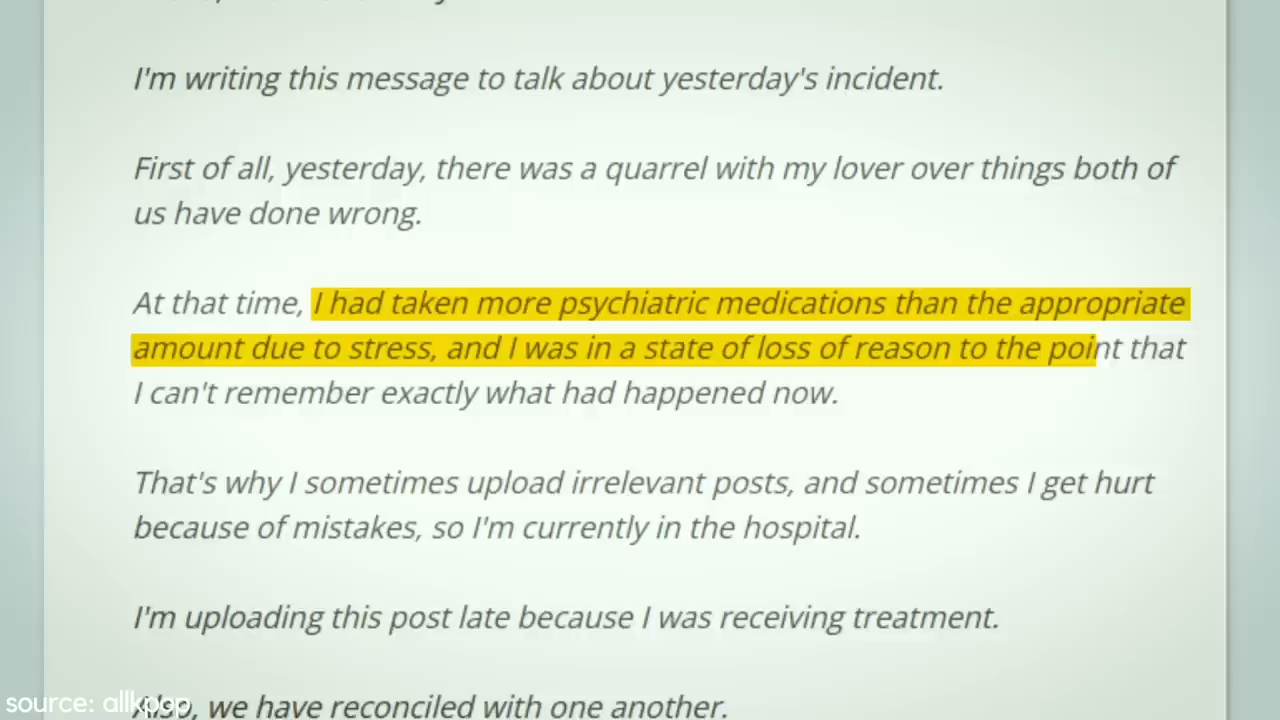 I'm writing this message to talk about yesterday's incident.
First of all, yesterday, there was a quarrel with my lover over things both of
us have done wrong.
At that time, I had taken more psychiatric medications than the appropriate
amount due to stress, and I was in a state of loss of reason to the point that
I can't remember exactly what had happened now.
That's why I sometimes upload irrelevant posts, and sometimes I get hurt
because of mistakes, so I'm currently in the hospital.
I'm uploading this post late because I was receiving treatment.
Also, we have reconciled with one another.
source: allkpop